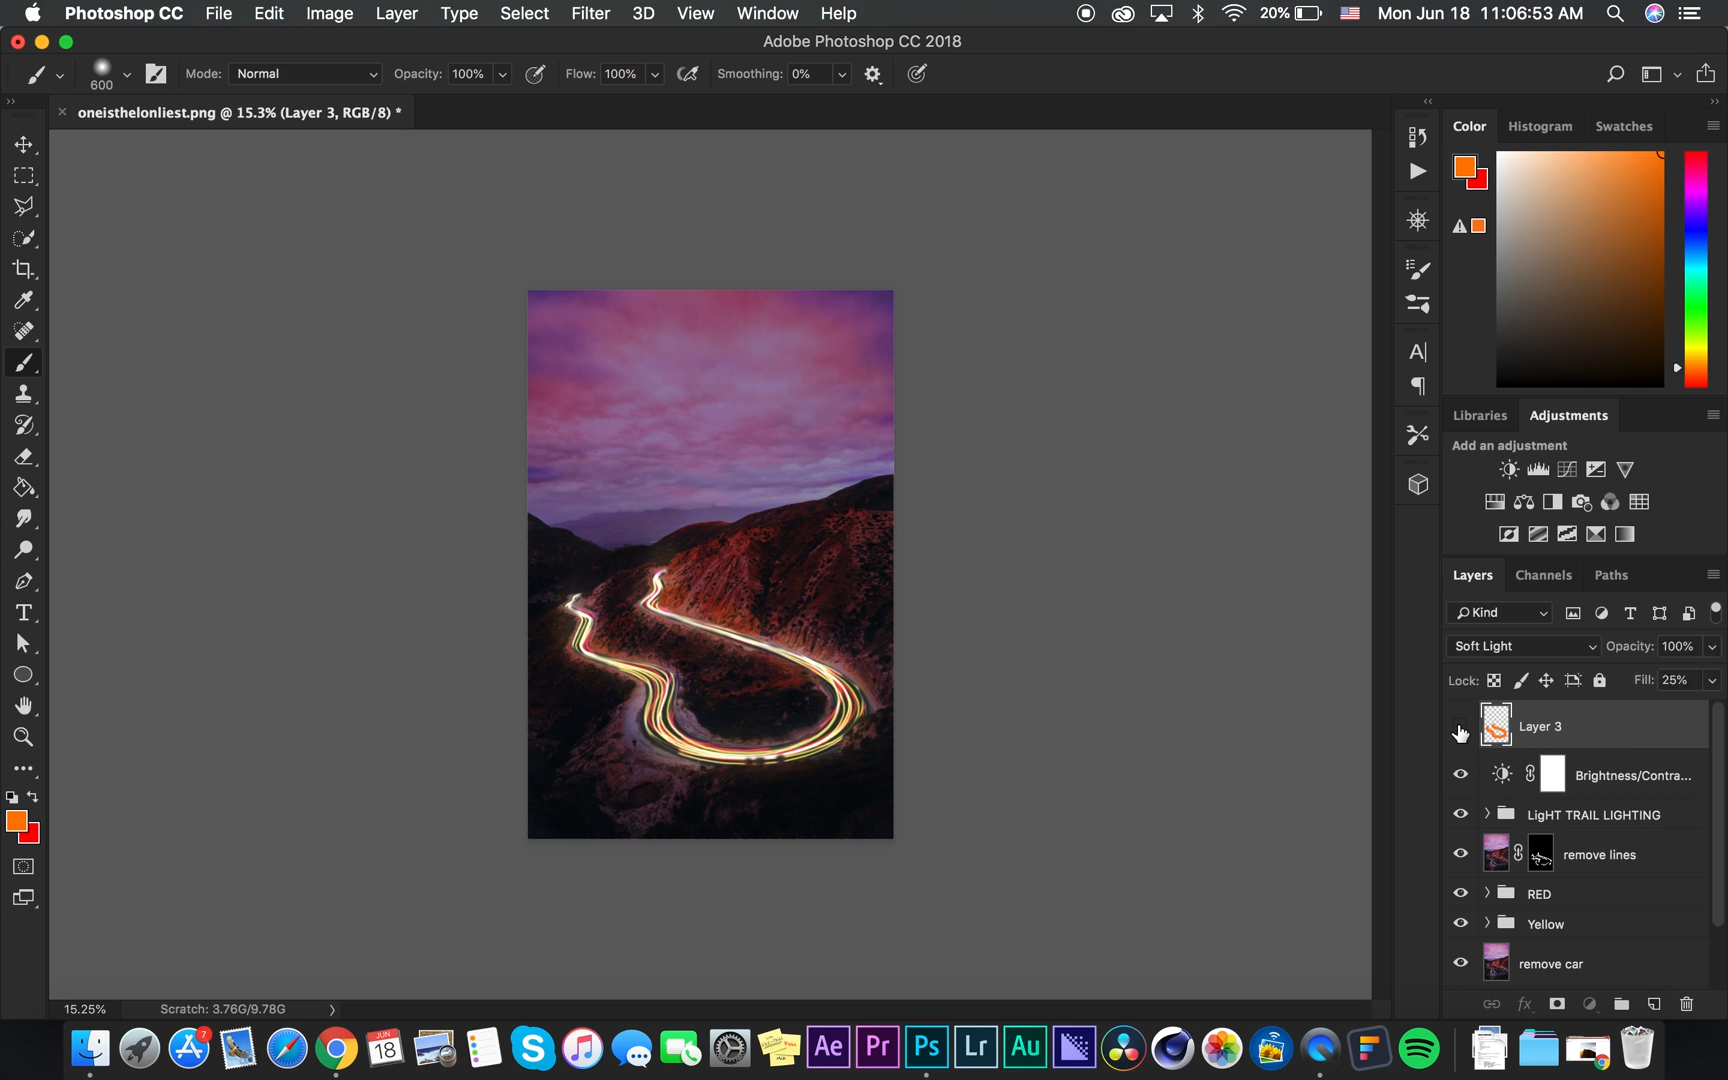 Photoshop CC File Edit Image Layer Type Select Filter 3D View Window Help 20% Mon Jun 18 11:06:53 AM
Adobe Photoshop CC 2018
600 Mode: Normal Opacity: 100% Flow: 100% Smoothing: 0%
oneisthelonliest.png @ 15.3% (Layer 3, RGB/8) *
Color Histogram Swatches
A|
Libraries Adjustments
Add an adjustment
Layers Channels Paths
Kind
Soft Light Opacity: 100%
Lock: Fill: 25%
Layer 3
Brightness/Contra...
LigHT TRAIL LIGHTING
remove lines
RED
Yellow
remove car
fx
T
15.25% Scratch: 3.76G/9.78G
7 JUN 18 S Ae Pr Ps Lr Au F PDF